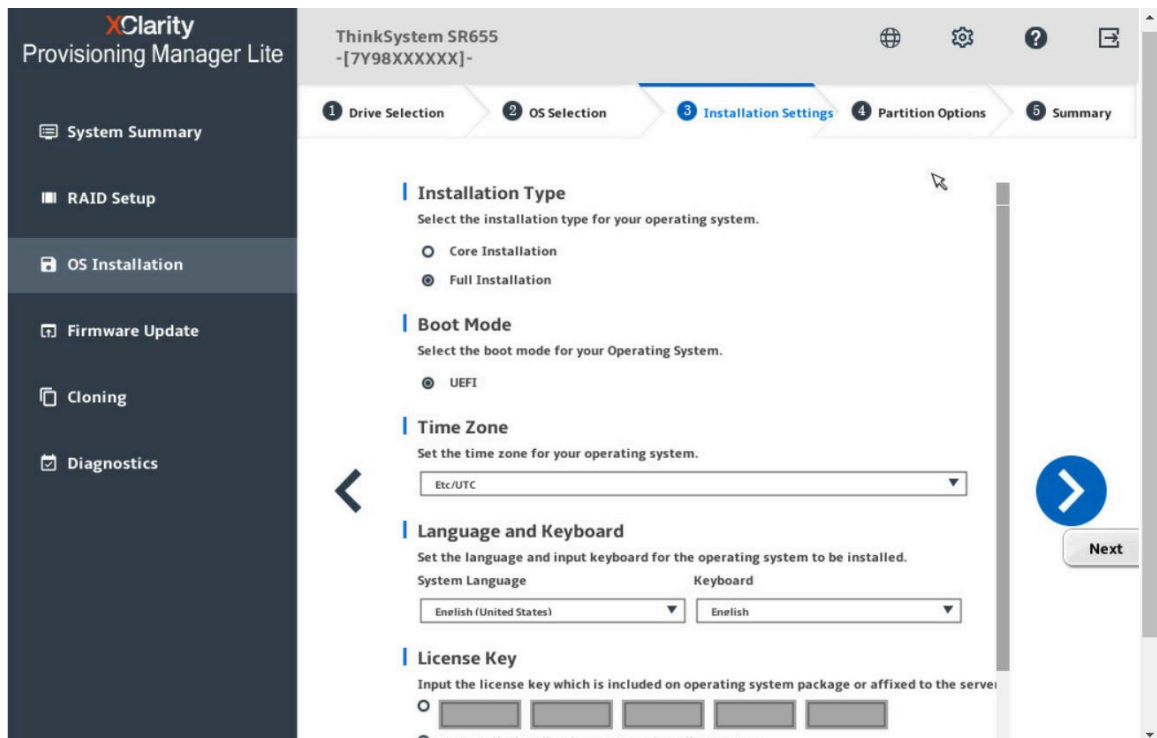 XClarity
Provisioning Manager Lite
ThinkSystem SR655
-[7Y98XXXXXX]-
?
System Summary
RAID Setup
OS Installation
Firmware Update
Cloning
Diagnostics
1 Drive Selection
2 OS Selection
3 Installation Settings
4 Partition Options
5 Summary
Installation Type
Select the installation type for your operating system.
Core Installation
Full Installation
Boot Mode
Select the boot mode for your Operating System.
UEFI
Time Zone
Set the time zone for your operating system.
Etc/UTC
Language and Keyboard
Set the language and input keyboard for the operating system to be installed.
System Language
Keyboard
English (United States)
English
License Key
Input the license key which is included on operating system package or affixed to the server
Next